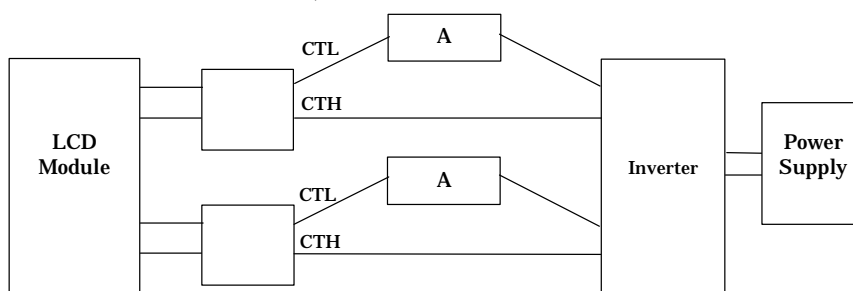 A
CTL
CTH
LCD
Module
Inverter
Power
Supply
A
CTL
CTH